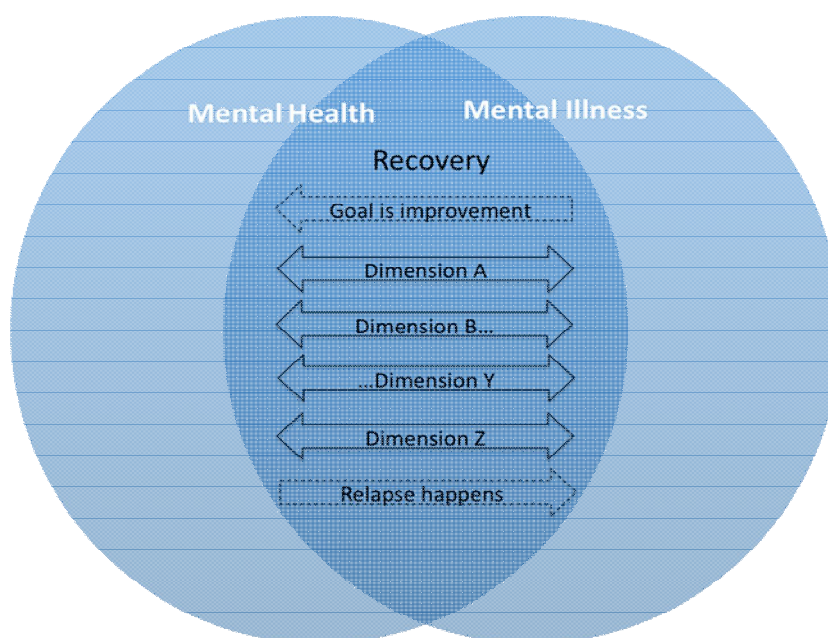 Mental Health
Mental Illness
Recovery
Goal is improvement
Dimension A
Dimension B...
...Dimension Y
Dimension Z
Relapse happens